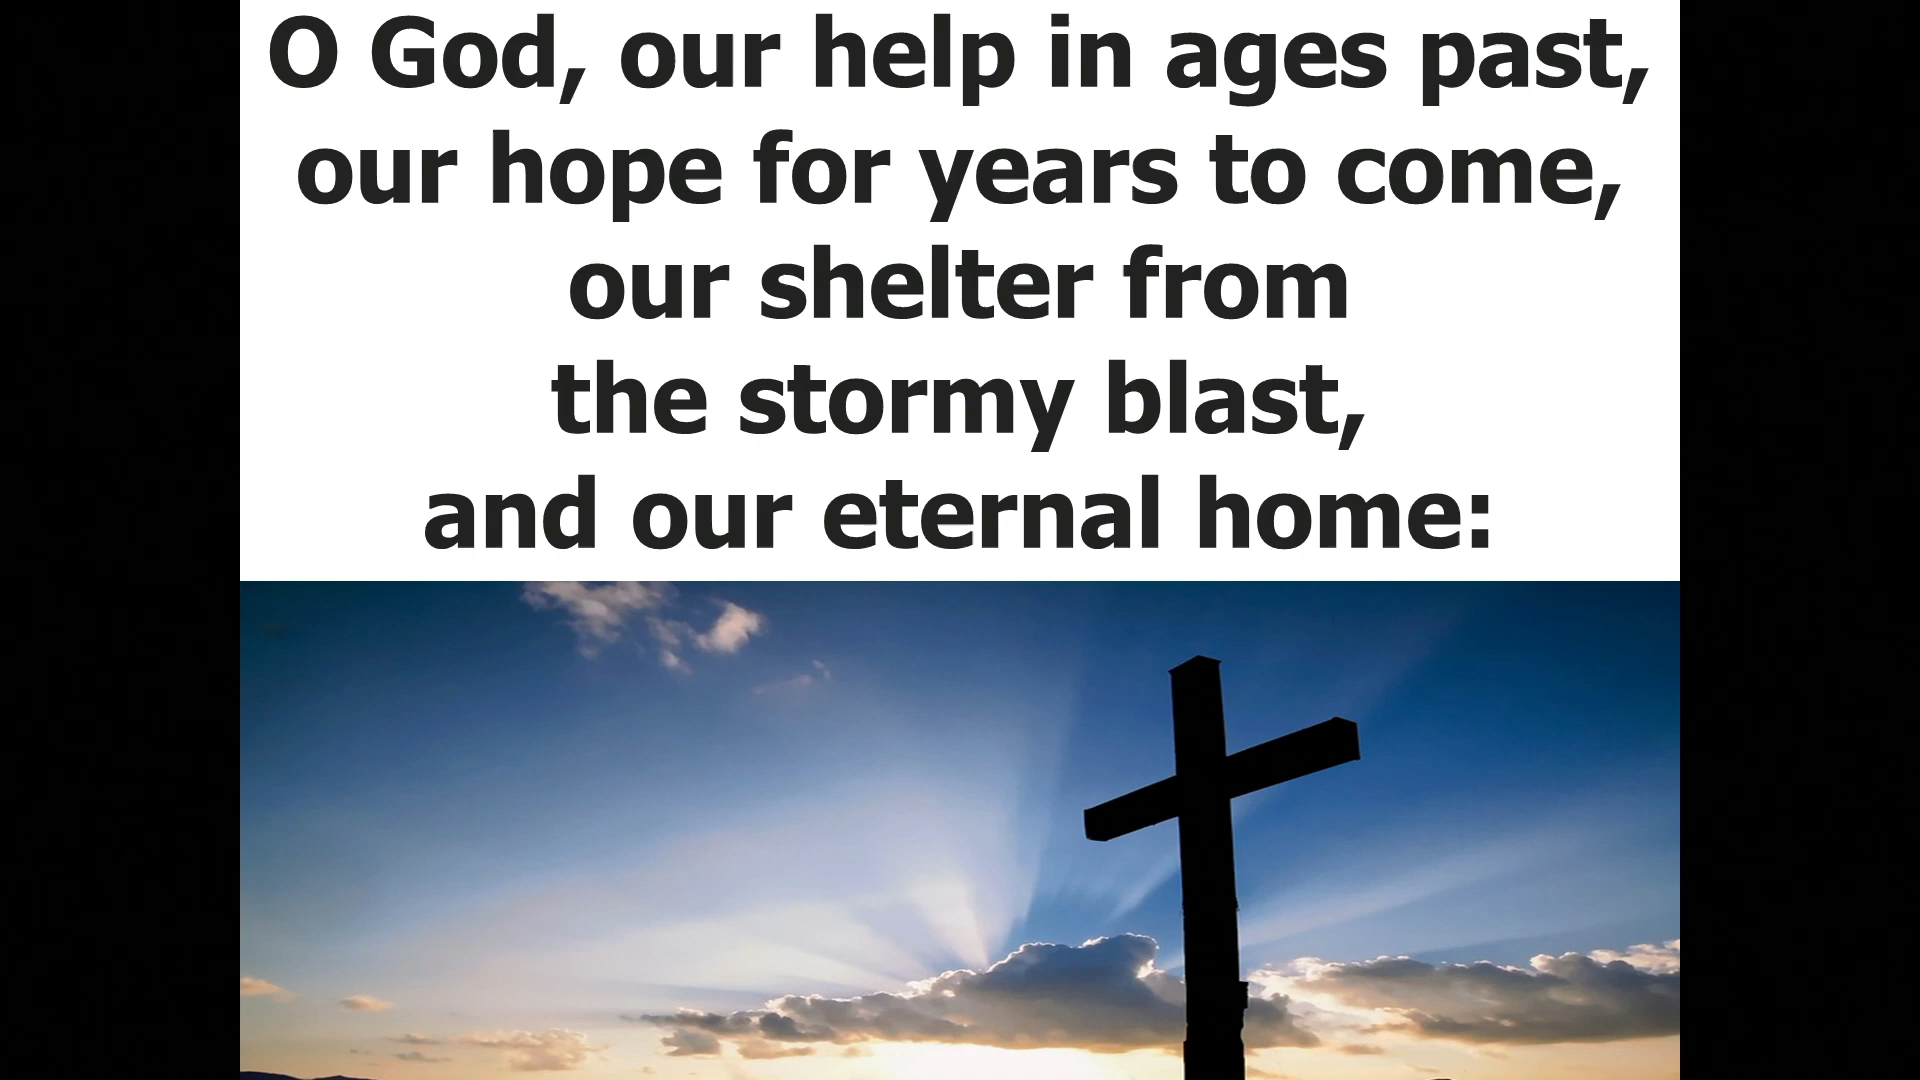 O God, our help in ages past,
our hope for years to come,
our shelter from
the stormy blast,
and our eternal home: